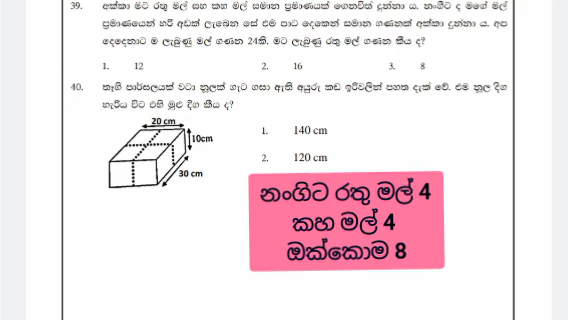 39. අක්කා මට රතු මල් සහ කහ මල් සමාන ප්‍රමාණයක් ගෙනවිත් දුන්නා ය. නංගීට ද මගේ මල්
ප්‍රමාණයෙන් හරි අඩක් ලැබෙන සේ එම පාට දෙකෙන් සමාන ගණනක් අක්කා දුන්නා ය. අප
දෙදෙනාට ම ලැබුණු මල් ගණන 24කි. මට ලැබුණු රතු මල් ගණන කීය ද?
1. 12 2. 16 3. 8
40. තෑගි පාර්සලයක් වටා නූලක් ගැට ගසා ඇති අයුරු කඩ ඉරිවලින් පහත දැක් වේ. එම නූල දිග
හැරිය විට එහි මුළු දිග කීය ද?
20 cm
10cm
30 cm
1. 140 cm
2. 120 cm
නංගිට රතු මල් 4
කහ මල් 4
ඔක්කොම 8